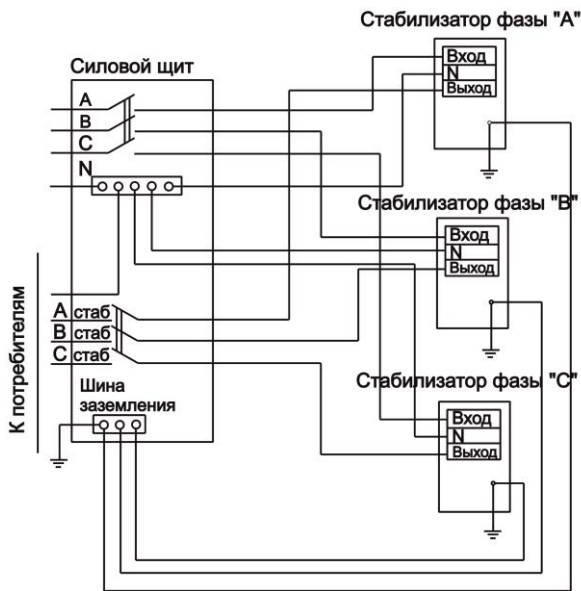 Стабилизатор фазы "А"
Вход
N
Выход
Силовой щит
А
В
С
N
Стабилизатор фазы "В"
Вход
N
Выход
К потребителям
А стаб
В стаб
С стаб
Шина
заземления
Стабилизатор фазы "С"
Вход
N
Выход